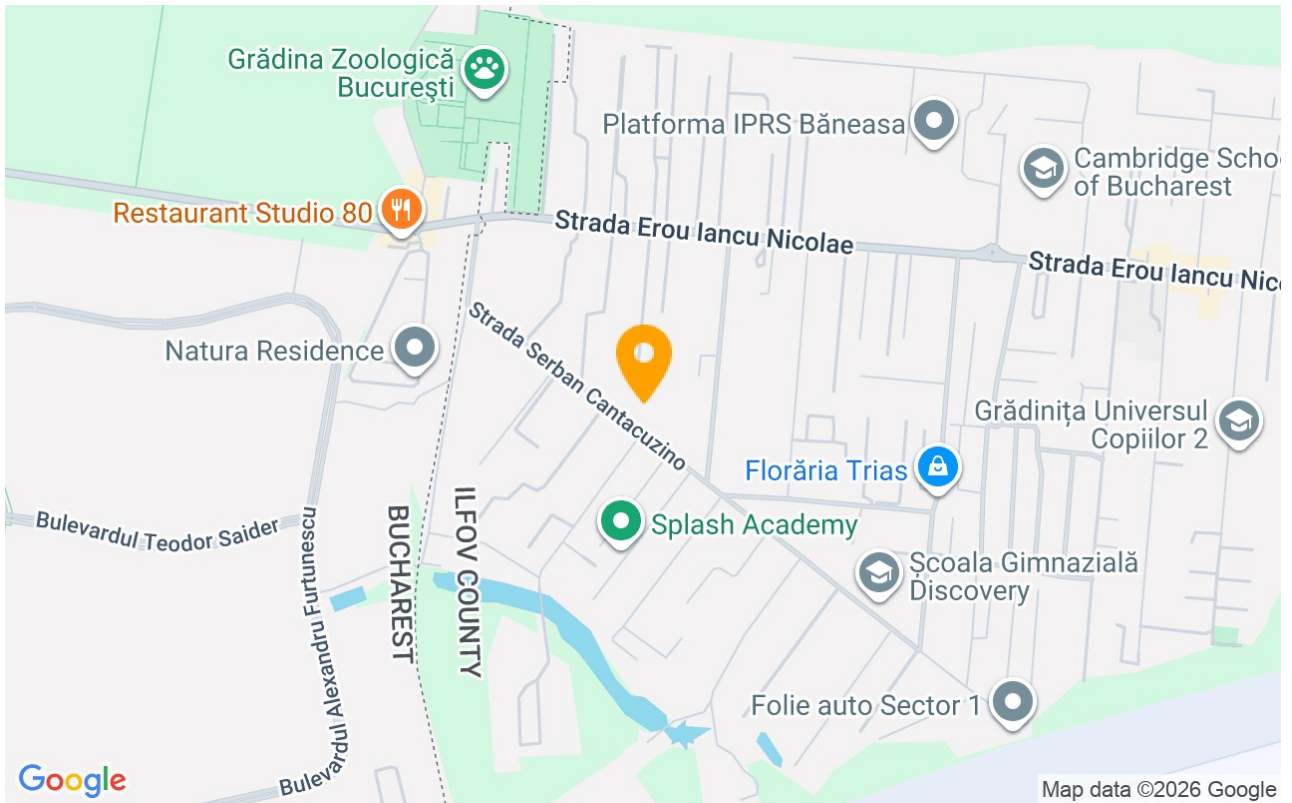 Grădina Zoologică
București
Platforma IPRS Băneasa
Cambridge Scho
of Bucharest
Restaurant Studio 80
Strada Erou Iancu Nicolae
Strada Erou Iancu Nic
Strada Serban Cantacuzino
Natura Residence
Grădinița Universul
Copiilor 2
Florăria Trias
Bulevardul Teodor Saider
Splash Academy
BUCHAREST
ILFOV COUNTY
Școala Gimnazială
Discovery
Bulevardul Alexandru Furtunescu
Folie auto Sector 1
Google
Map data ©2026 Google